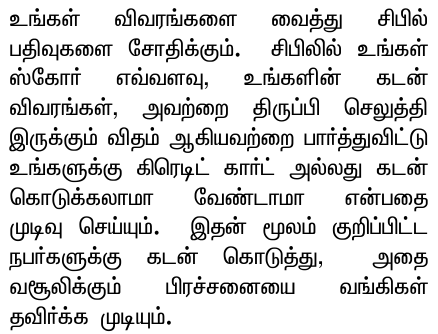 உங்கள் விவரங்களை வைத்து சிபில்
பதிவுகளை சோதிக்கும். சிபிலில் உங்கள்
ஸ்கோர் எவ்வளவு, உங்களின் கடன்
விவரங்கள், அவற்றை திருப்பி செலுத்தி
இருக்கும் விதம் ஆகியவற்றை பார்த்துவிட்டு
உங்களுக்கு கிரெடிட் கார்ட் அல்லது கடன்
கொடுக்கலாமா வேண்டாமா என்பதை
முடிவு செய்யும். இதன் மூலம் குறிப்பிட்ட
நபர்களுக்கு கடன் கொடுத்து, அதை
வசூலிக்கும் பிரச்சனையை வங்கிகள்
தவிர்க்க முடியும்.